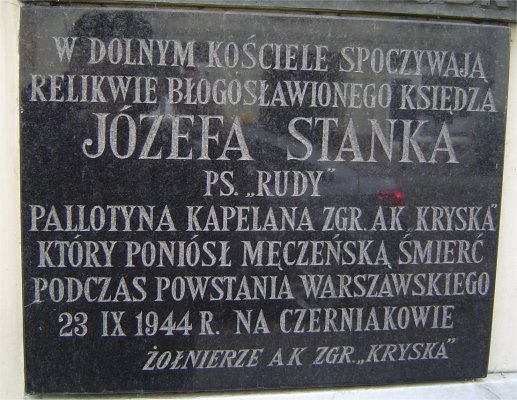 W DOLNYM KOŚCIELE SPOCZYWAJĄ
RELIKWIE BŁOGOSŁAWIONEGO KSIĘDZA
JÓZEFA STANKA
PS. „RUDY"
PALLOTYNA KAPELANA ZGR. AK „KRYSKA"
KTÓRY PONIÓSŁ MĘCZEŃSKĄ ŚMIERĆ
PODCZAS POWSTANIA WARSZAWSKIEGO
23 IX 1944 R. NA CZERNIAKOWIE
ŻOŁNIERZE AK ZGR. „KRYSKA"